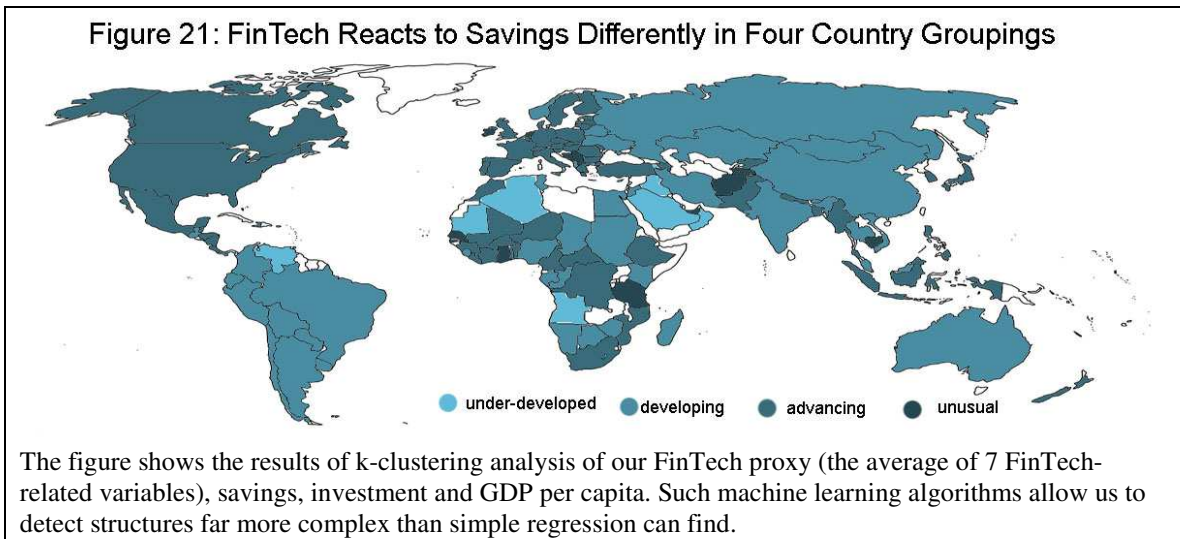 Figure 21: FinTech Reacts to Savings Differently in Four Country Groupings
under-developed developing advancing unusual
The figure shows the results of k-clustering analysis of our FinTech proxy (the average of 7 FinTech-
related variables), savings, investment and GDP per capita. Such machine learning algorithms allow us to
detect structures far more complex than simple regression can find.